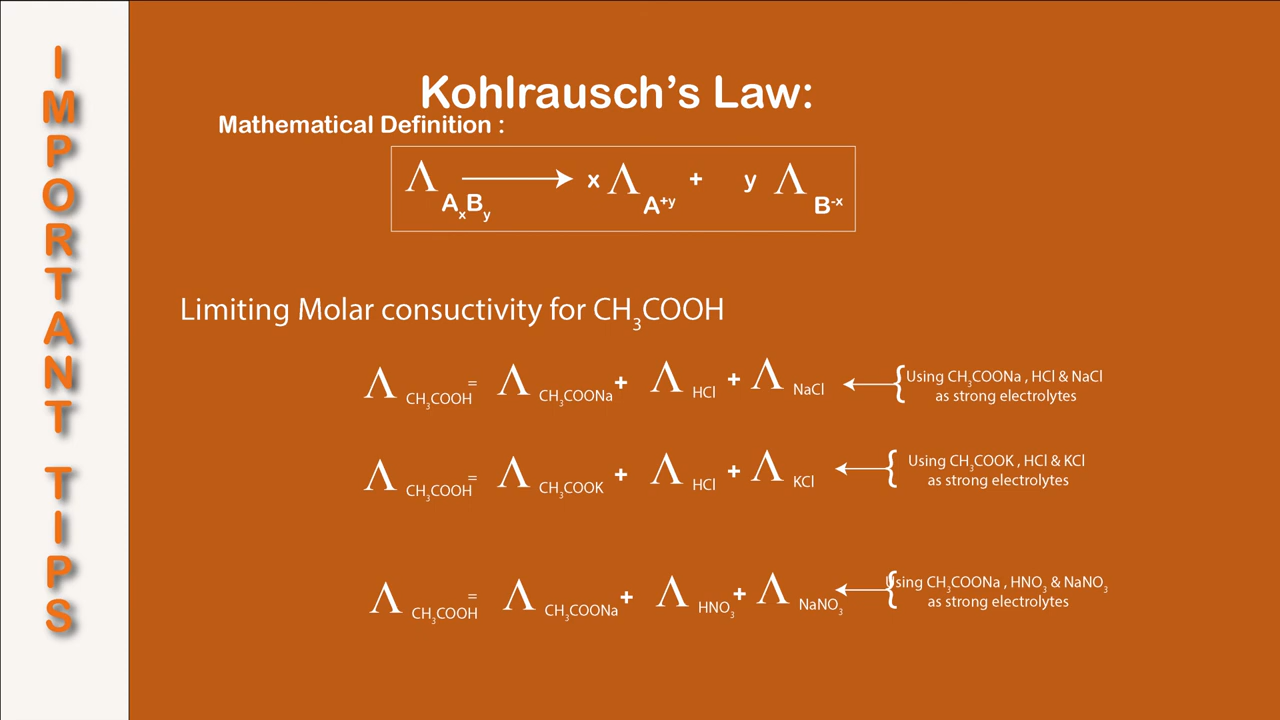 IMPORTANT TIPS
Kohlrausch's Law:
Mathematical Definition :
Λ AₓBᵧ ⟶ x Λ A⁺ʸ + y Λ B⁻ˣ
Limiting Molar consuctivity for CH₃COOH
Λ CH₃COOH = Λ CH₃COONa + Λ HCl + Λ NaCl ⟵ { Using CH₃COONa , HCl & NaCl
as strong electrolytes
Λ CH₃COOH = Λ CH₃COOK + Λ HCl + Λ KCl ⟵ { Using CH₃COOK , HCl & KCl
as strong electrolytes
Λ CH₃COOH = Λ CH₃COONa + Λ HNO₃ + Λ NaNO₃ ⟵ { Using CH₃COONa , HNO₃ & NaNO₃
as strong electrolytes